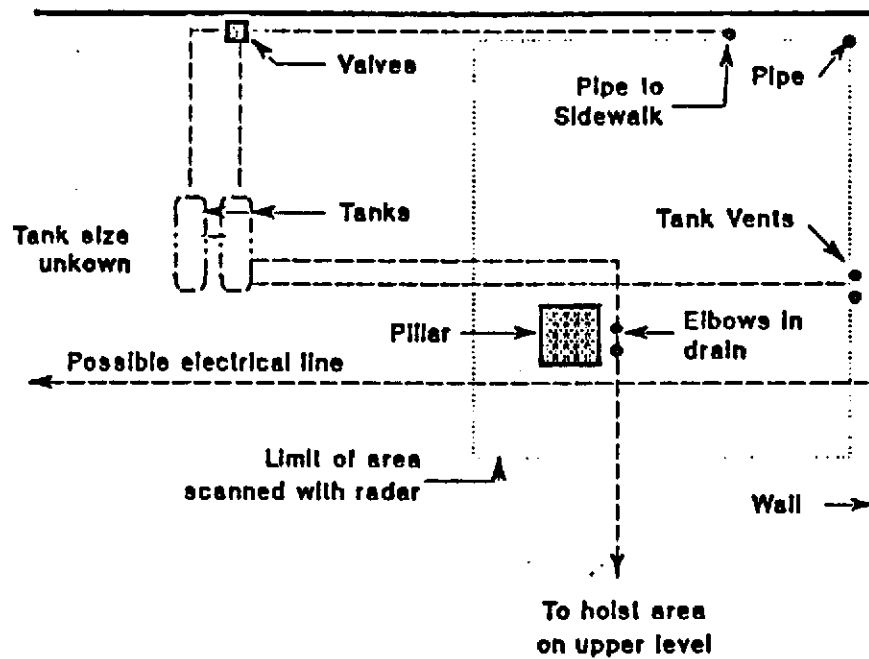 Valves
Pipe to
Sidewalk
Pipe
Tank size
unkown
Tanks
Tank Vents
Pillar
Elbows in
drain
Possible electrical line
Limit of area
scanned with radar
Wall
To hoist area
on upper level